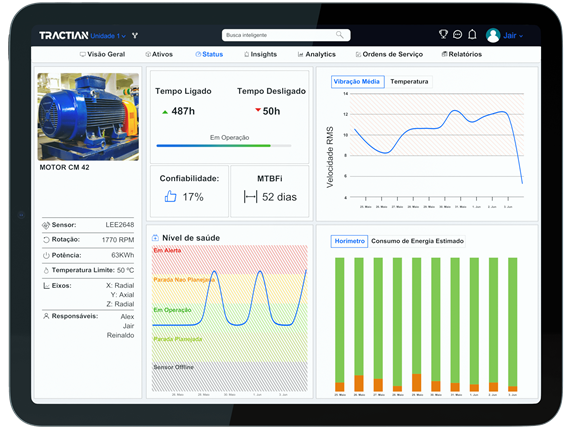 TRACTIAN Unidade 1
Busca inteligente
Jair
Visão Geral
Ativos
Status
Insights
Analytics
Ordens de Serviço
Relatórios
MOTOR CM 42
Sensor: LEE2648
Rotação: 1770 RPM
Potência: 63KWh
Temperatura Limite: 50 ºC
Eixos: X: Radial
Y: Axial
Z: Radial
Responsáveis: Alex
Jair
Reinaldo
Tempo Ligado
487h
Tempo Desligado
50h
Em Operação
Confiabilidade:
17%
MTBFi
52 dias
Nível de saúde
Em Alerta
Parada Nao Planejada
Em Operação
Parada Planejada
Sensor Offline
Vibração Média
Temperatura
Velocidade RMS
14
12
10
8
6
4
Horimetro
Consumo de Energia Estimado